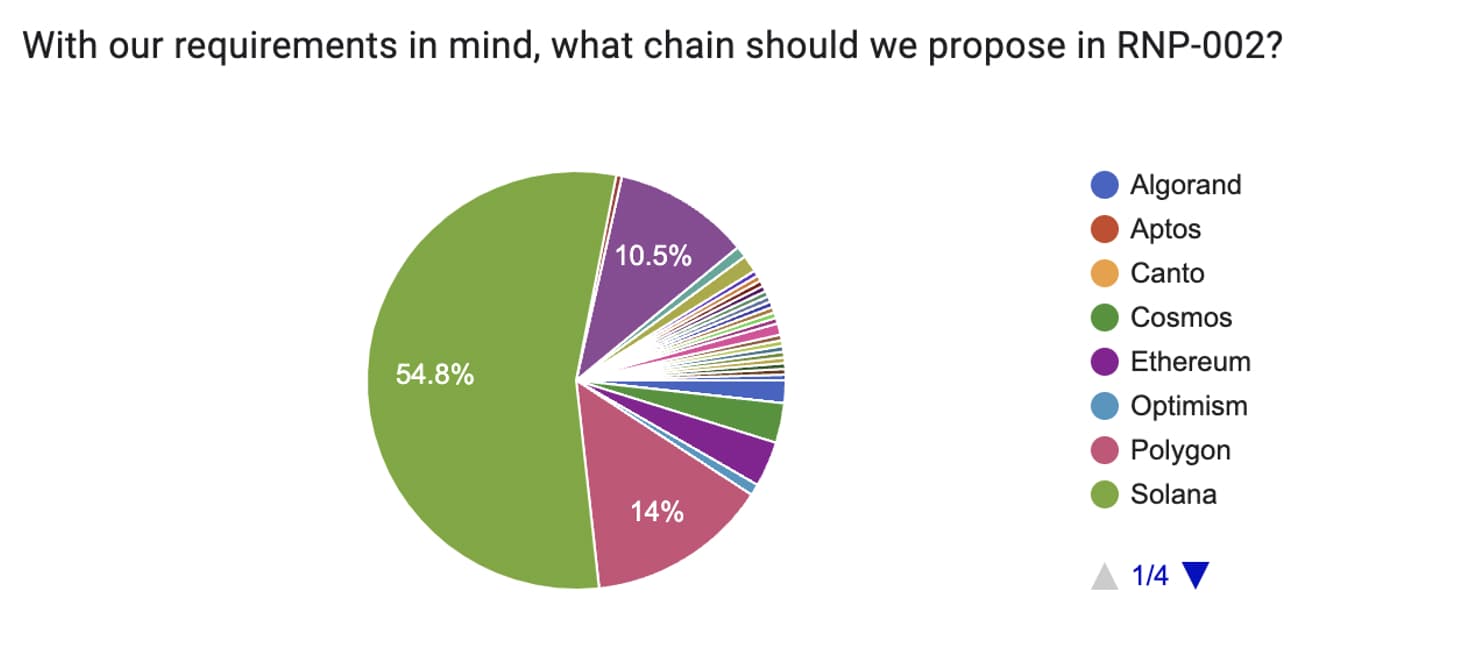 With our requirements in mind, what chain should we propose in RNP-002?
10.5%
54.8%
14%
Algorand
Aptos
Canto
Cosmos
Ethereum
Optimism
Polygon
Solana
1/4